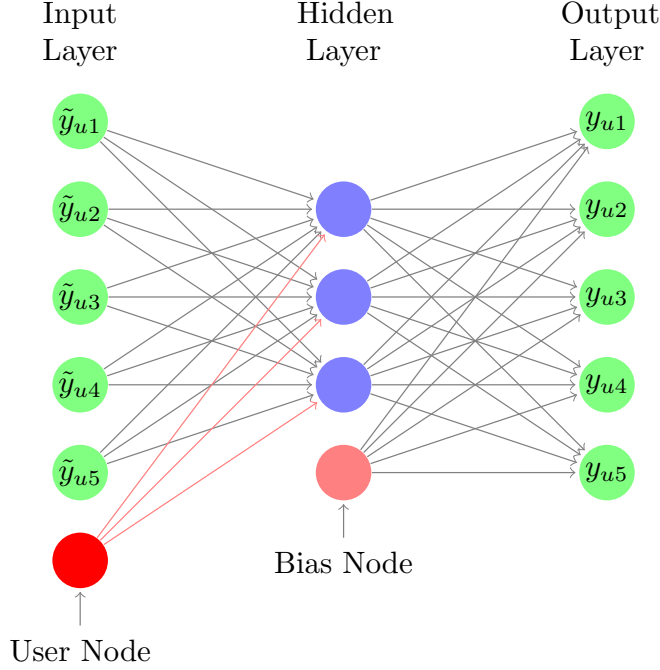 Input
Layer
Hidden
Layer
Output
Layer
ỹu1
ỹu2
ỹu3
ỹu4
ỹu5
yu1
yu2
yu3
yu4
yu5
Bias Node
User Node